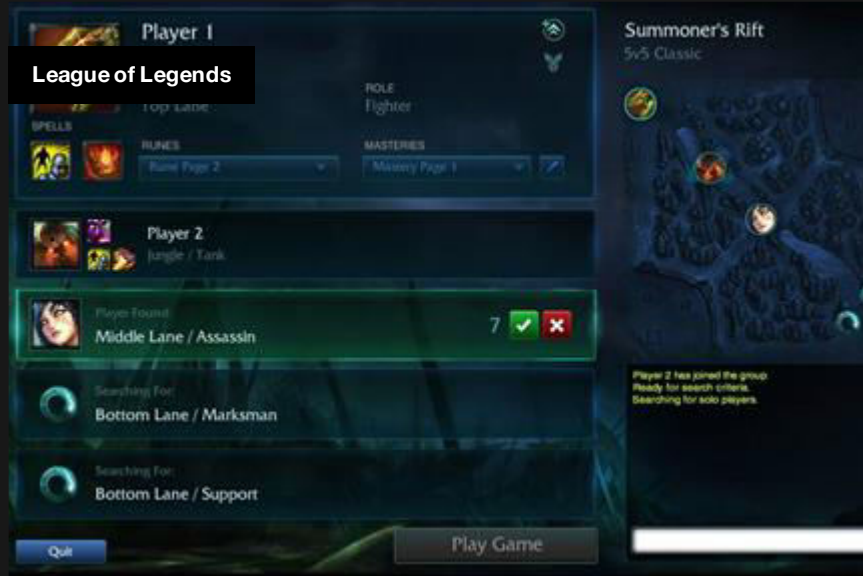 Player 1
League of Legends
Top Lane
ROLE
Fighter
SPELLS
RUNES
Rune Page 2
MASTERIES
Mastery Page 1
Player 2
Jungle / Tank
Player Found:
Middle Lane / Assassin
7
Searching For:
Bottom Lane / Marksman
Searching For:
Bottom Lane / Support
Quit
Play Game
Summoner's Rift
5v5 Classic
Player 2 has joined the group
Ready for search criteria.
Searching for solo players.